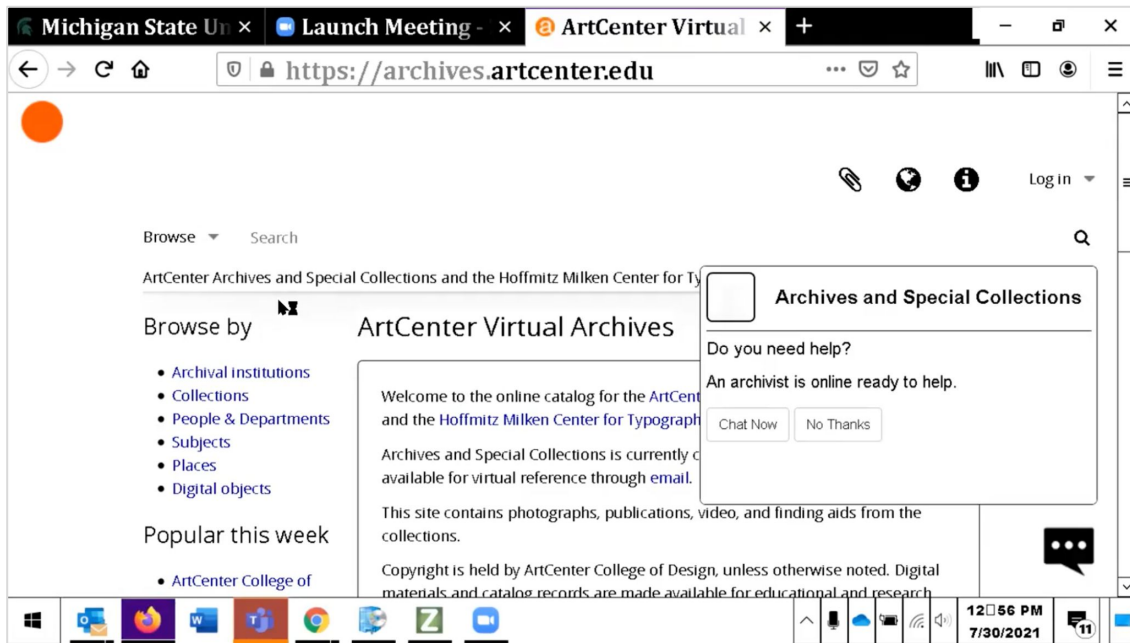 Michigan State Un
Launch Meeting -
ArtCenter Virtual
https://archives.artcenter.edu
Log in
Browse
Search
ArtCenter Archives and Special Collections and the Hoffmitz Milken Center for Ty
Archives and Special Collections
Do you need help?
An archivist is online ready to help.
Chat Now
No Thanks
Browse by
Archival institutions
Collections
People & Departments
Subjects
Places
Digital objects
Popular this week
ArtCenter College of
ArtCenter Virtual Archives
Welcome to the online catalog for the ArtCent
and the Hoffmitz Milken Center for Typograph
Archives and Special Collections is currently c
available for virtual reference through email.
This site contains photographs, publications, video, and finding aids from the
collections.
Copyright is held by ArtCenter College of Design, unless otherwise noted. Digital
materials and catalog records are made available for educational and research
12:56 PM
7/30/2021
11